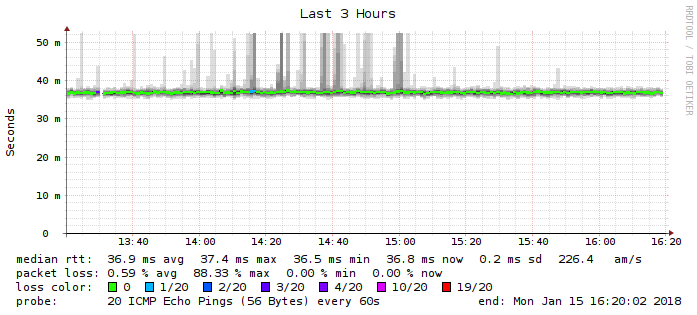 Last 3 Hours
RRDTOOL / TOBI OETIKER
Seconds
50 m
40 m
30 m
20 m
10 m
0
13:40 14:00 14:20 14:40 15:00 15:20 15:40 16:00 16:20
median rtt: 36.9 ms avg 37.4 ms max 36.5 ms min 36.8 ms now 0.2 ms sd 226.4 am/s
packet loss: 0.59 % avg 88.33 % max 0.00 % min 0.00 % now
loss color: 0 1/20 2/20 3/20 4/20 10/20 19/20
probe: 20 ICMP Echo Pings (56 Bytes) every 60s end: Mon Jan 15 16:20:02 2018